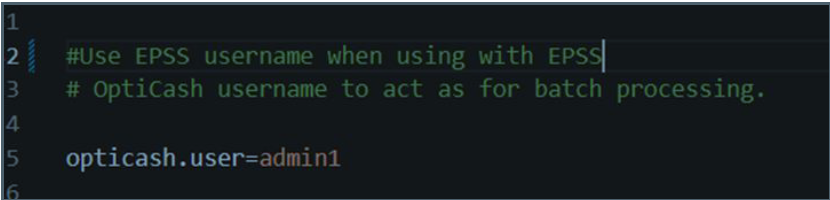 1
2 #Use EPSS username when using with EPSS
3 # OptiCash username to act as for batch processing.
4
5 opticash.user=admin1
6